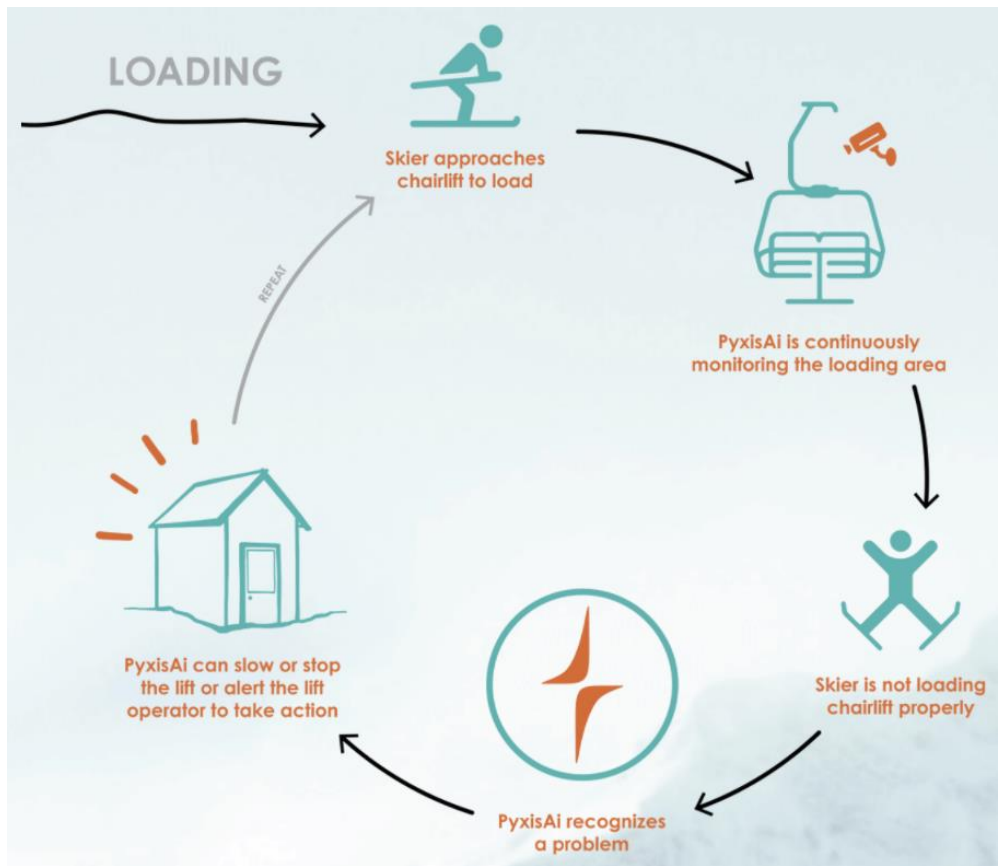 LOADING
Skier approaches
chairlift to load
PyxisAi is continuously
monitoring the loading area
Skier is not loading
chairlift properly
PyxisAi recognizes
a problem
PyxisAi can slow or stop
the lift or alert the lift
operator to take action
REPEAT